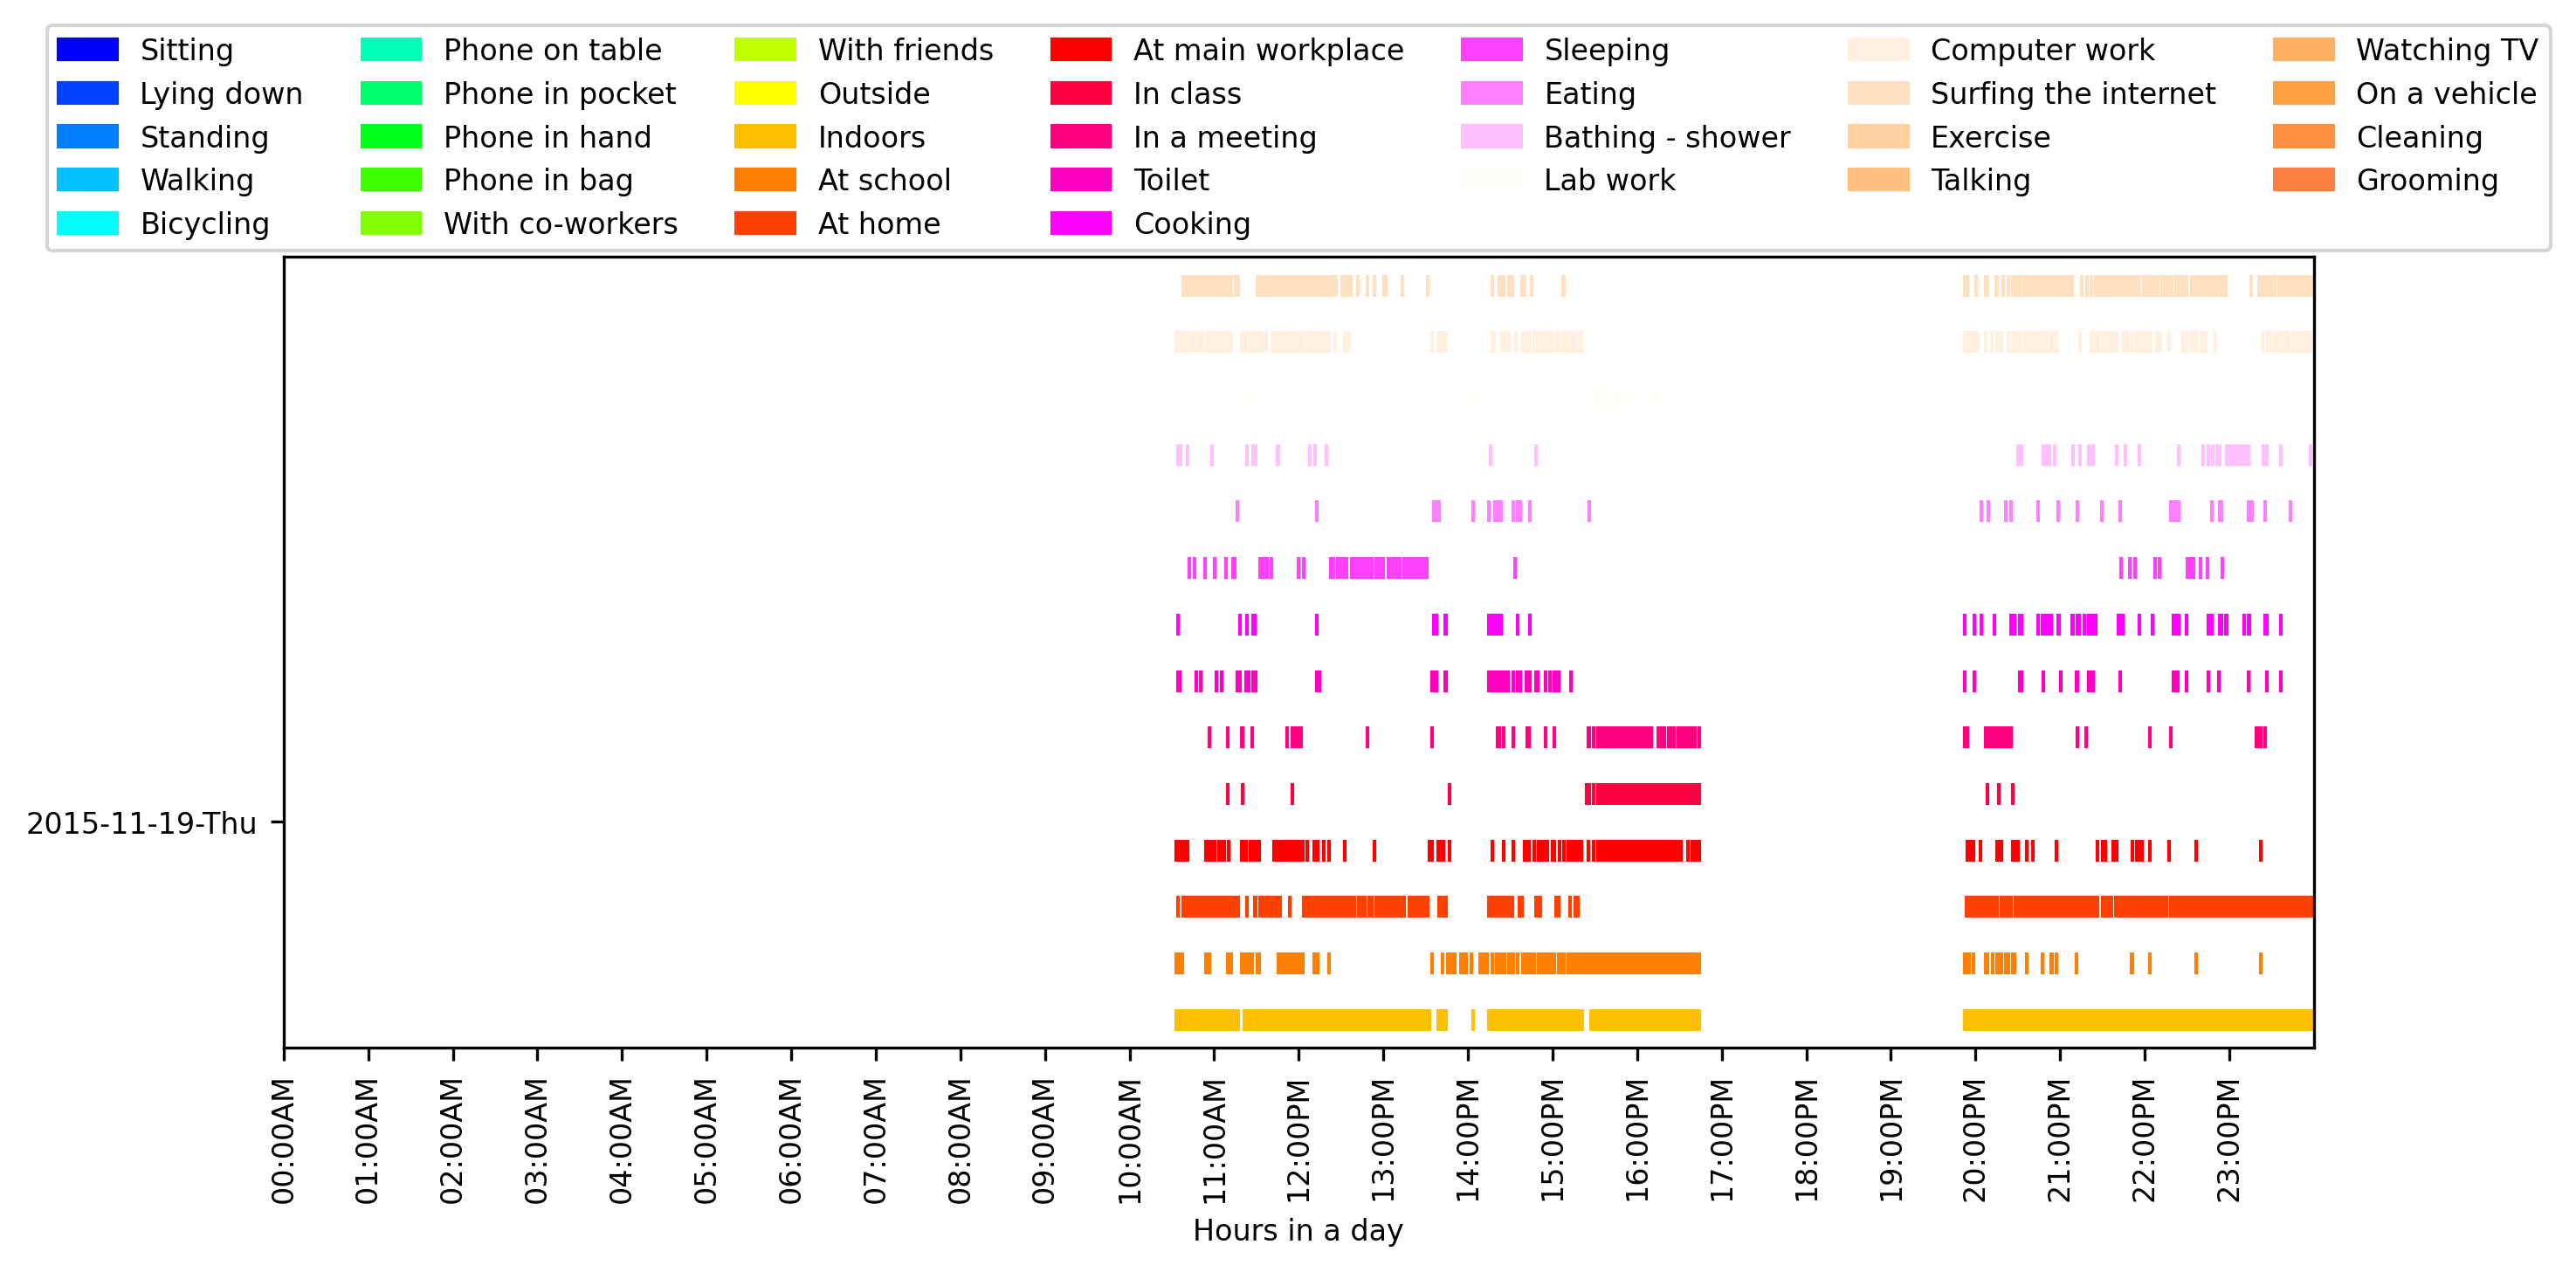 Sitting
Lying down
Standing
Walking
Bicycling
Phone on table
Phone in pocket
Phone in hand
Phone in bag
With co-workers
With friends
Outside
Indoors
At school
At home
At main workplace
In class
In a meeting
Toilet
Cooking
Sleeping
Eating
Bathing - shower
Lab work
Computer work
Surfing the internet
Exercise
Talking
Watching TV
On a vehicle
Cleaning
Grooming
2015-11-19-Thu
00:00AM
01:00AM
02:00AM
03:00AM
04:00AM
05:00AM
06:00AM
07:00AM
08:00AM
09:00AM
10:00AM
11:00AM
12:00PM
13:00PM
14:00PM
15:00PM
16:00PM
17:00PM
18:00PM
19:00PM
20:00PM
21:00PM
22:00PM
23:00PM
Hours in a day